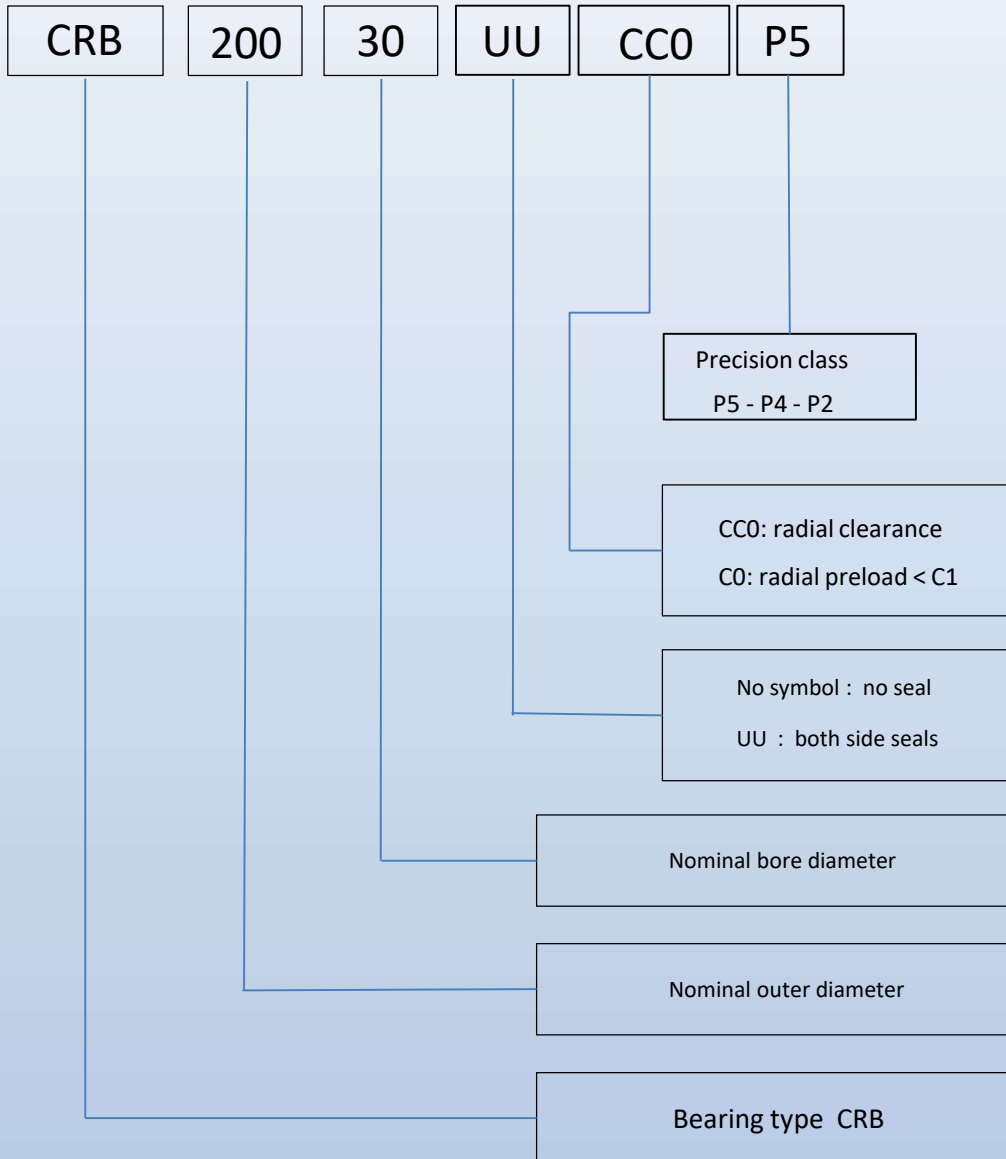 CRB 200 30 UU CC0 P5
Precision class
P5 - P4 - P2
CC0: radial clearance
C0: radial preload < C1
No symbol : no seal
UU : both side seals
Nominal bore diameter
Nominal outer diameter
Bearing type CRB